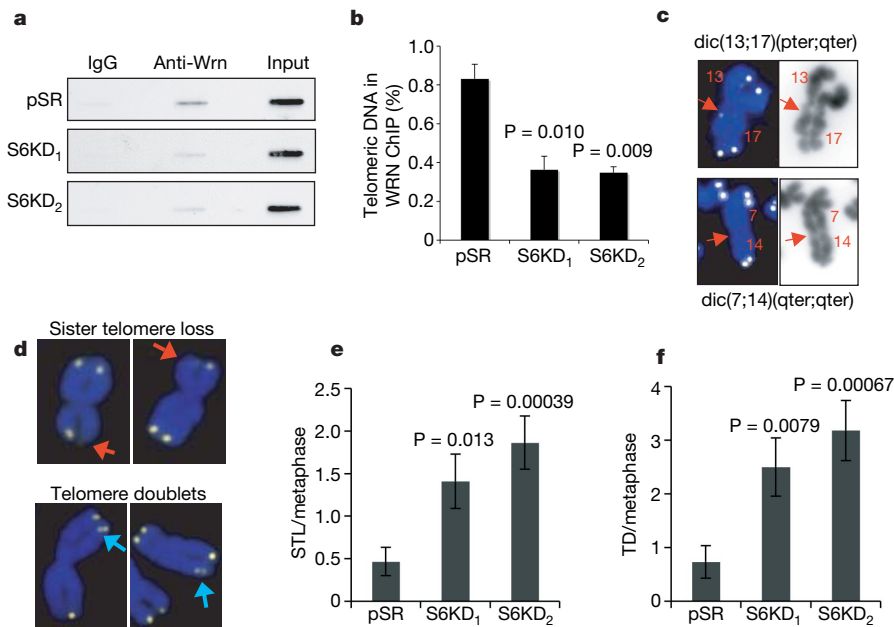 a
IgG Anti-Wrn Input
pSR
S6KD₁
S6KD₂
b
Telomeric DNA in
WRN ChIP (%)
1
0.8
0.6
0.4
0.2
0
P = 0.010
P = 0.009
pSR S6KD₁ S6KD₂
c
dic(13;17)(pter;qter)
13
17
13
17
7
14
7
14
dic(7;14)(qter;qter)
d
Sister telomere loss
Telomere doublets
e
STL/metaphase
2.5
2.0
1.5
1.0
0.5
0
P = 0.013
P = 0.00039
pSR S6KD₁ S6KD₂
f
TD/metaphase
4
3
2
1
0
P = 0.0079
P = 0.00067
pSR S6KD₁ S6KD₂